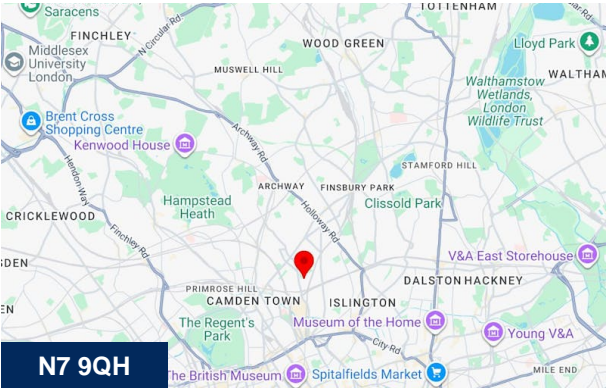 Saracens
TOTTENHAM
FINCHLEY
N Circular Rd
WOOD GREEN
Lloyd Park
Middlesex
University
London
MUSWELL HILL
WALTHAM
Walthamstow
Wetlands,
London
Wildlife Trust
Brent Cross
Shopping Centre
Archway Rd
Kenwood House
Hendon Way
STAMFORD HILL
ARCHWAY
FINSBURY PARK
Hampstead
Heath
Holloway Rd
Clissold Park
CRICKLEWOOD
Finchley Rd
V&A East Storehouse
SDEN
DALSTON
HACKNEY
PRIMROSE HILL
CAMDEN TOWN
ISLINGTON
EN
The Regent's
Park
Museum of the Home
Young V&A
City Rd
N7 9QH
The British Museum
Spitalfields Market
MILE END